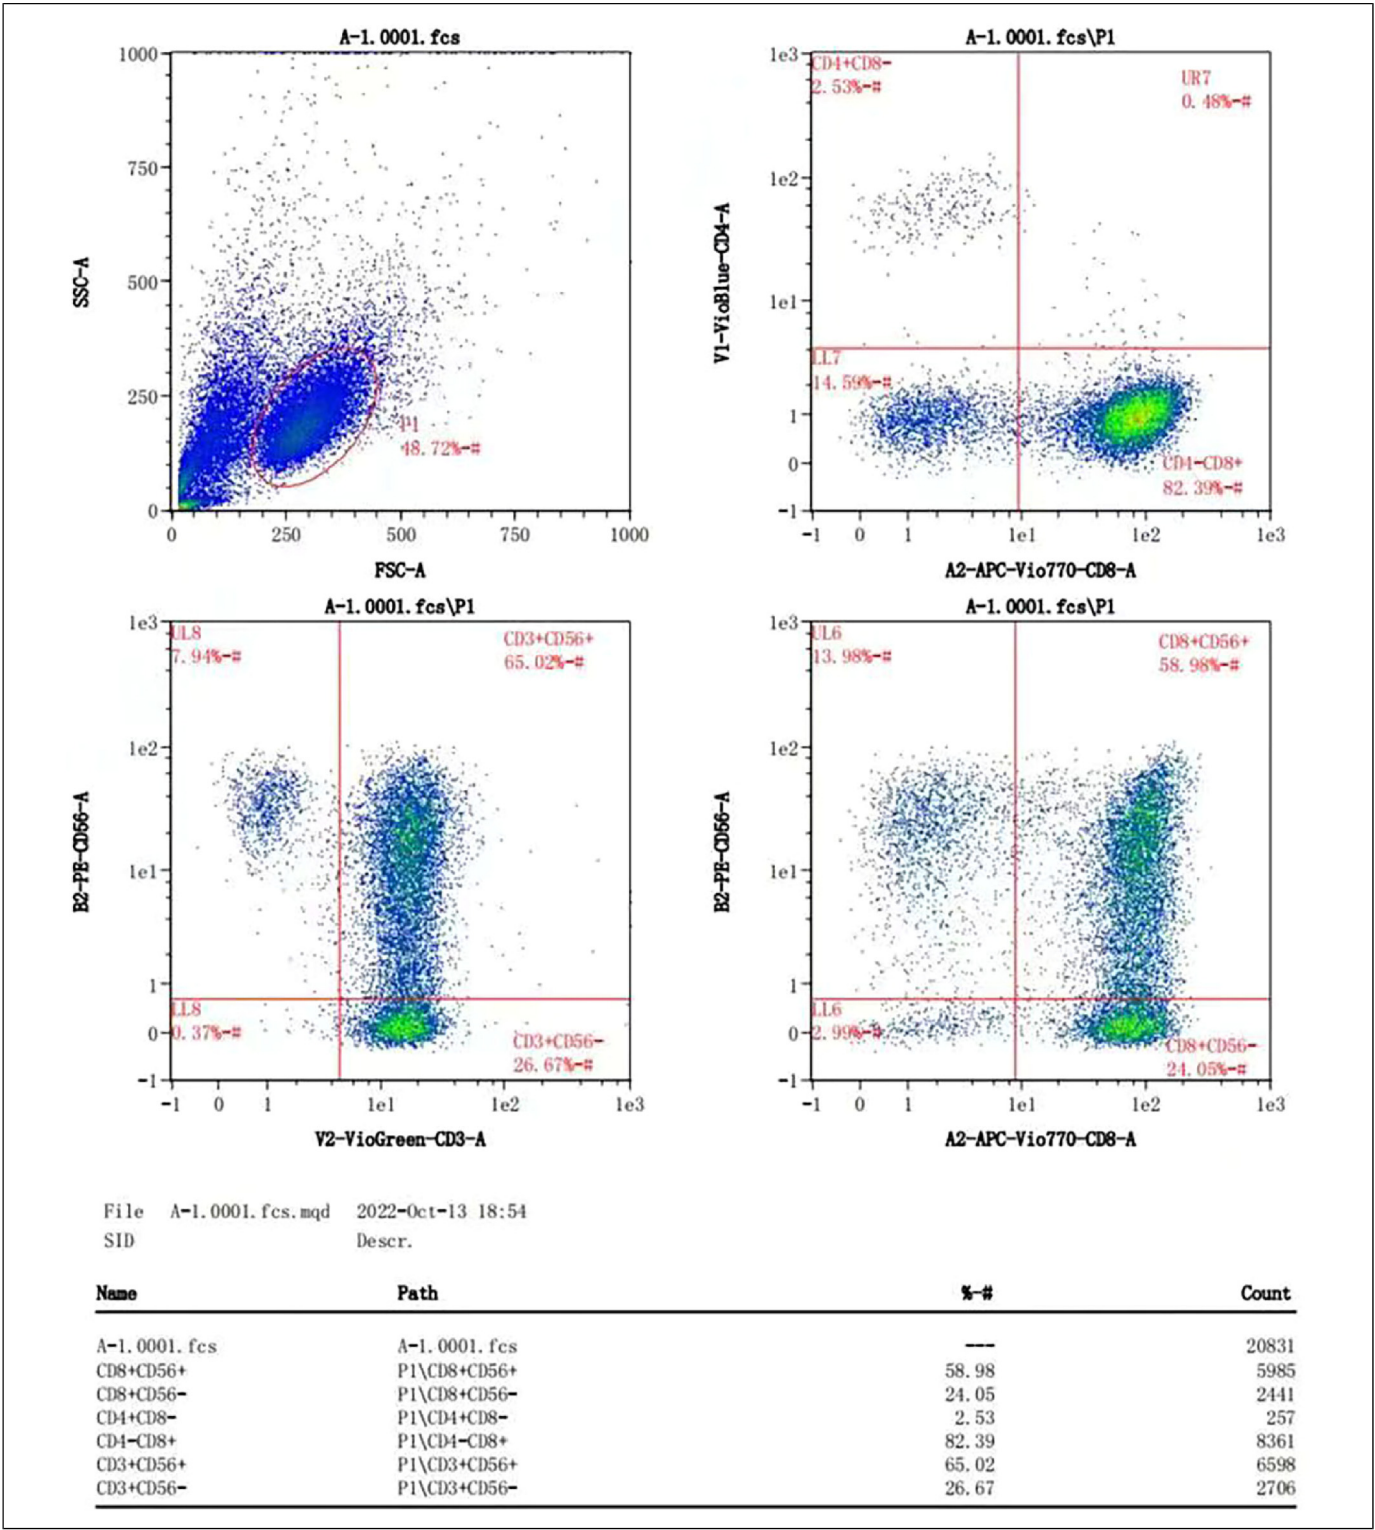 A-1.0001.fcs
1000
750
500
250
0
SSC-A
0 250 500 750 1000
FSC-A
P1
48.72%-#
A-1.0001.fcs\P1
1e3
1e2
1e1
1
0
-1
V1-VioBlue-CD4-A
CD4+CD8-
2.53%-#
UR7
0.48%-#
LL7
14.59%-#
CD4-CD8+
82.39%-#
-1 0 1 1e1 1e2 1e3
A2-APC-Vio770-CD8-A
A-1.0001.fcs\P1
1e3
1e2
1e1
1
0
-1
B2-PE-CD56-A
UL8
7.94%-#
CD3+CD56+
65.02%-#
LL8
0.37%-#
CD3+CD56-
26.67%-#
-1 0 1 1e1 1e2 1e3
V2-VioGreen-CD3-A
A-1.0001.fcs\P1
1e3
1e2
1e1
1
0
-1
B2-PE-CD56-A
UL6
13.98%-#
CD8+CD56+
58.98%-#
LL6
2.99%-#
CD8+CD56-
24.05%-#
-1 0 1 1e1 1e2 1e3
A2-APC-Vio770-CD8-A
File A-1.0001.fcs.mqd 2022-Oct-13 18:54
SID Descr.
Name Path %-# Count
A-1.0001.fcs A-1.0001.fcs --- 20831
CD8+CD56+ P1\CD8+CD56+ 58.98 5985
CD8+CD56- P1\CD8+CD56- 24.05 2441
CD4+CD8- P1\CD4+CD8- 2.53 257
CD4-CD8+ P1\CD4-CD8+ 82.39 8361
CD3+CD56+ P1\CD3+CD56+ 65.02 6598
CD3+CD56- P1\CD3+CD56- 26.67 2706